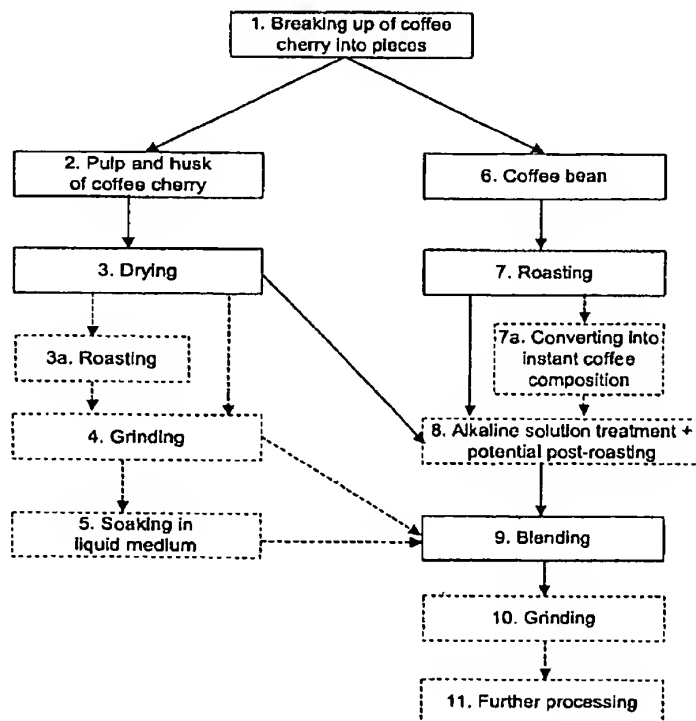 1. Breaking up of coffee
cherry into pieces
2. Pulp and husk
of coffee cherry
6. Coffee bean
3. Drying
7. Roasting
3a. Roasting
7a. Converting into
instant coffee
composition
4. Grinding
8. Alkaline solution treatment +
potential post-roasting
5. Soaking in
liquid medium
9. Blending
10. Grinding
11. Further processing